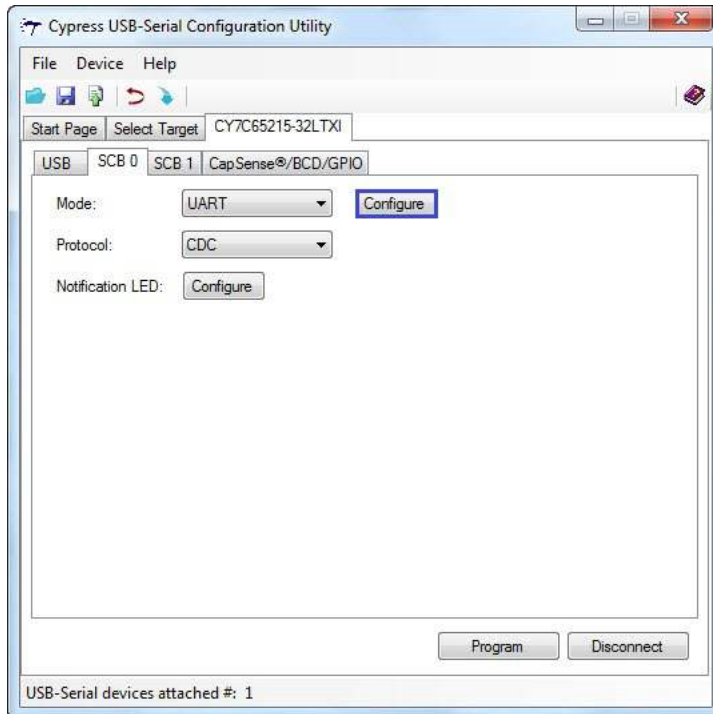 Cypress USB-Serial Configuration Utility
File Device Help
Start Page Select Target CY7C65215-32LTXI
USB SCB 0 SCB 1 CapSense®/BCD/GPIO
Mode: UART Configure
Protocol: CDC
Notification LED: Configure
Program Disconnect
USB-Serial devices attached #: 1